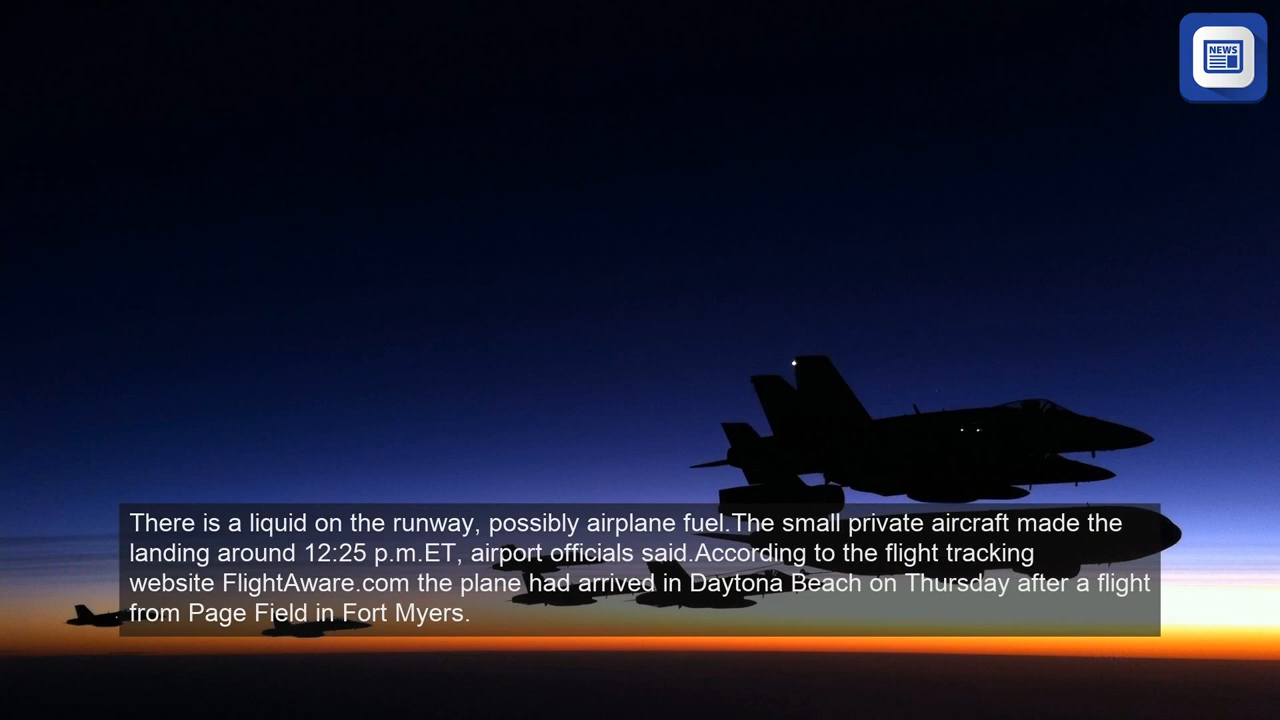 NEWS
There is a liquid on the runway, possibly airplane fuel.The small private aircraft made the
landing around 12:25 p.m.ET, airport officials said.According to the flight tracking
website FlightAware.com the plane had arrived in Daytona Beach on Thursday after a flight
from Page Field in Fort Myers.